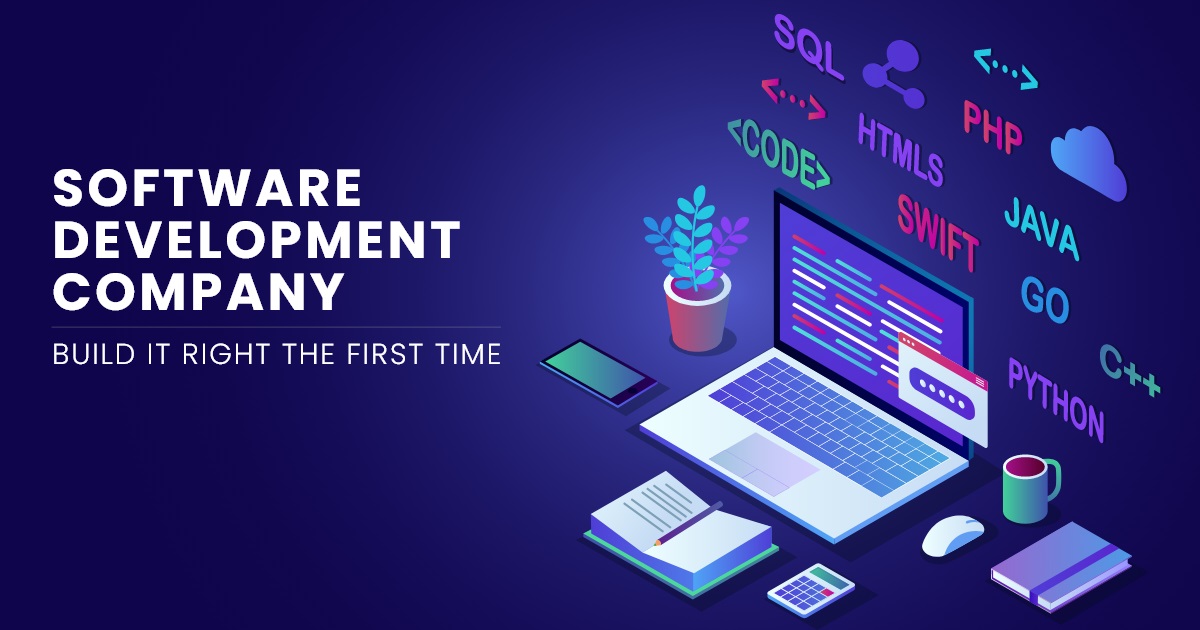 SOFTWARE
DEVELOPMENT
COMPANY
BUILD IT RIGHT THE FIRST TIME
SQL
<···>
<···>
<CODE>
HTMLS
PHP
SWIFT
JAVA
GO
C++
PYTHON